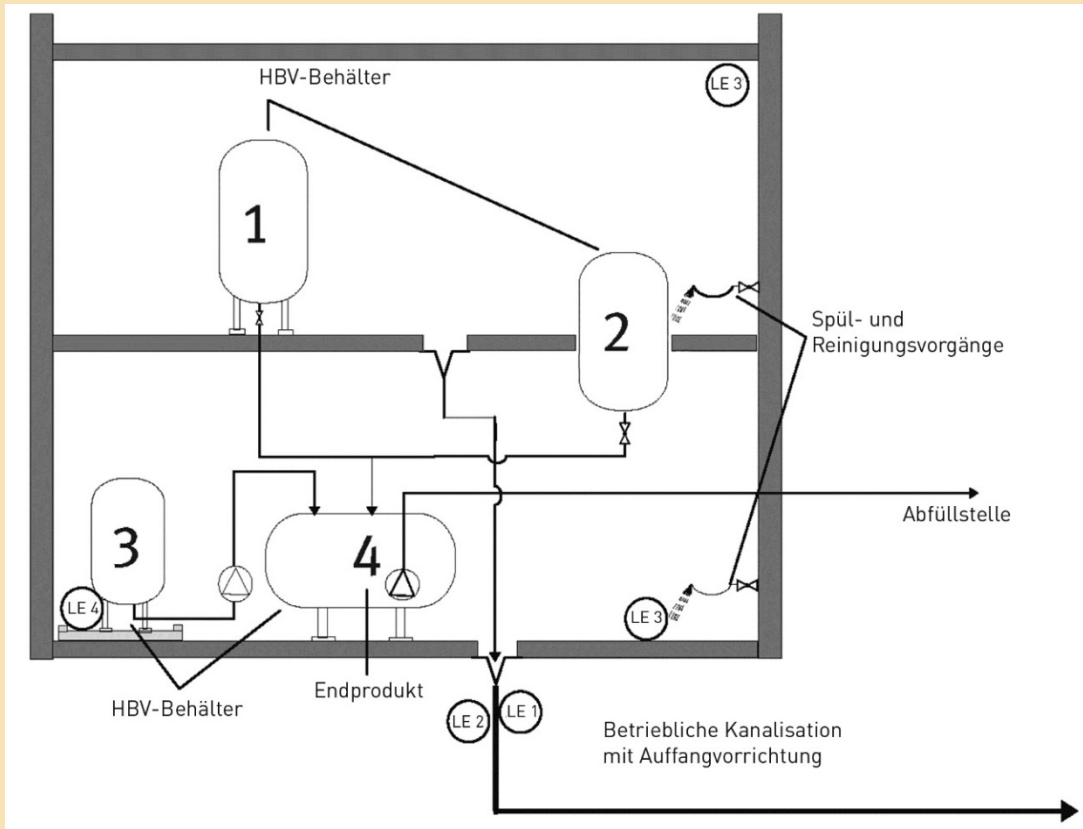 HBV-Behälter
LE 3
1
2
Spül- und
Reinigungsvorgänge
Abfüllstelle
3
4
LE 4
LE 3
HBV-Behälter
Endprodukt
LE 2
LE 1
Betriebliche Kanalisation
mit Auffangvorrichtung